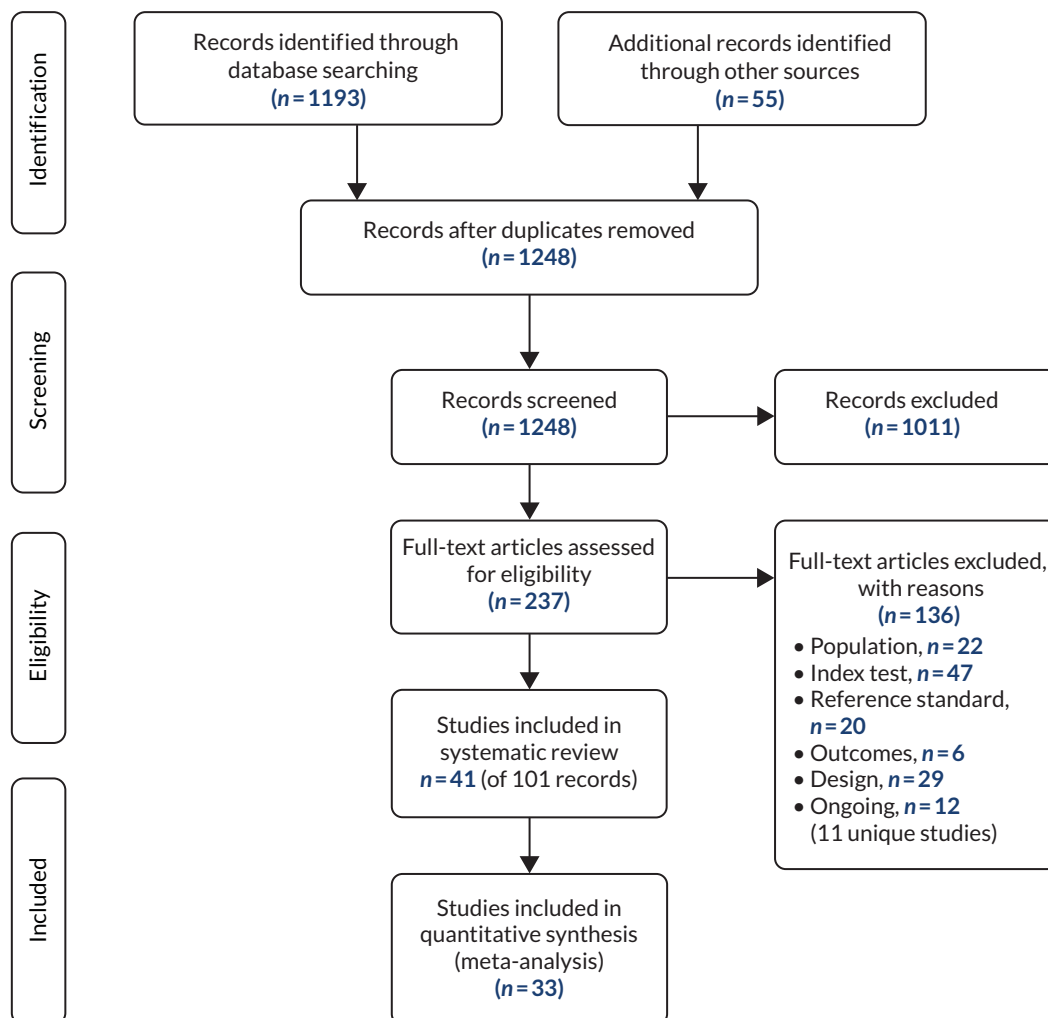 Identification
Records identified through
database searching
(n = 1193)
Additional records identified
through other sources
(n = 55)
Records after duplicates removed
(n = 1248)
Screening
Records screened
(n = 1248)
Records excluded
(n = 1011)
Eligibility
Full-text articles assessed
for eligibility
(n = 237)
Full-text articles excluded,
with reasons
(n = 136)
• Population, n = 22
• Index test, n = 47
• Reference standard,
n = 20
• Outcomes, n = 6
• Design, n = 29
• Ongoing, n = 12
(11 unique studies)
Studies included in
systematic review
n = 41 (of 101 records)
Included
Studies included in
quantitative synthesis
(meta-analysis)
(n = 33)